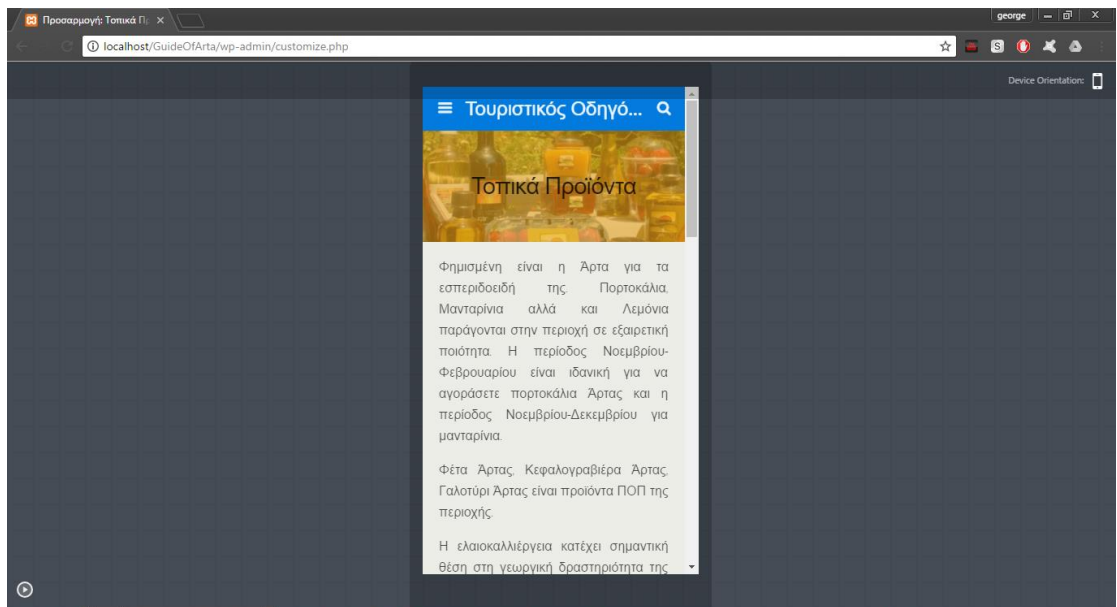 Προσαρμογή: Τοπικά Π
george
localhost/GuideOfArta/wp-admin/customize.php
Device Orientation:
Τουριστικός Οδηγό...
Τοπικά Προϊόντα
Φημισμένη είναι η Άρτα για τα
εσπεριδοειδή της. Πορτοκάλια,
Μανταρίνια αλλά και Λεμόνια
παράγονται στην περιοχή σε εξαιρετική
ποιότητα. Η περίοδος Νοεμβρίου-
Φεβρουαρίου είναι ιδανική για να
αγοράσετε πορτοκάλια Άρτας και η
περίοδος Νοεμβρίου-Δεκεμβρίου για
μανταρίνια.
Φέτα Άρτας, Κεφαλογραβιέρα Άρτας,
Γαλοτύρι Άρτας είναι προϊόντα ΠΟΠ της
περιοχής.
Η ελαιοκαλλιέργεια κατέχει σημαντική
θέση στη γεωργική δραστηριότητα της